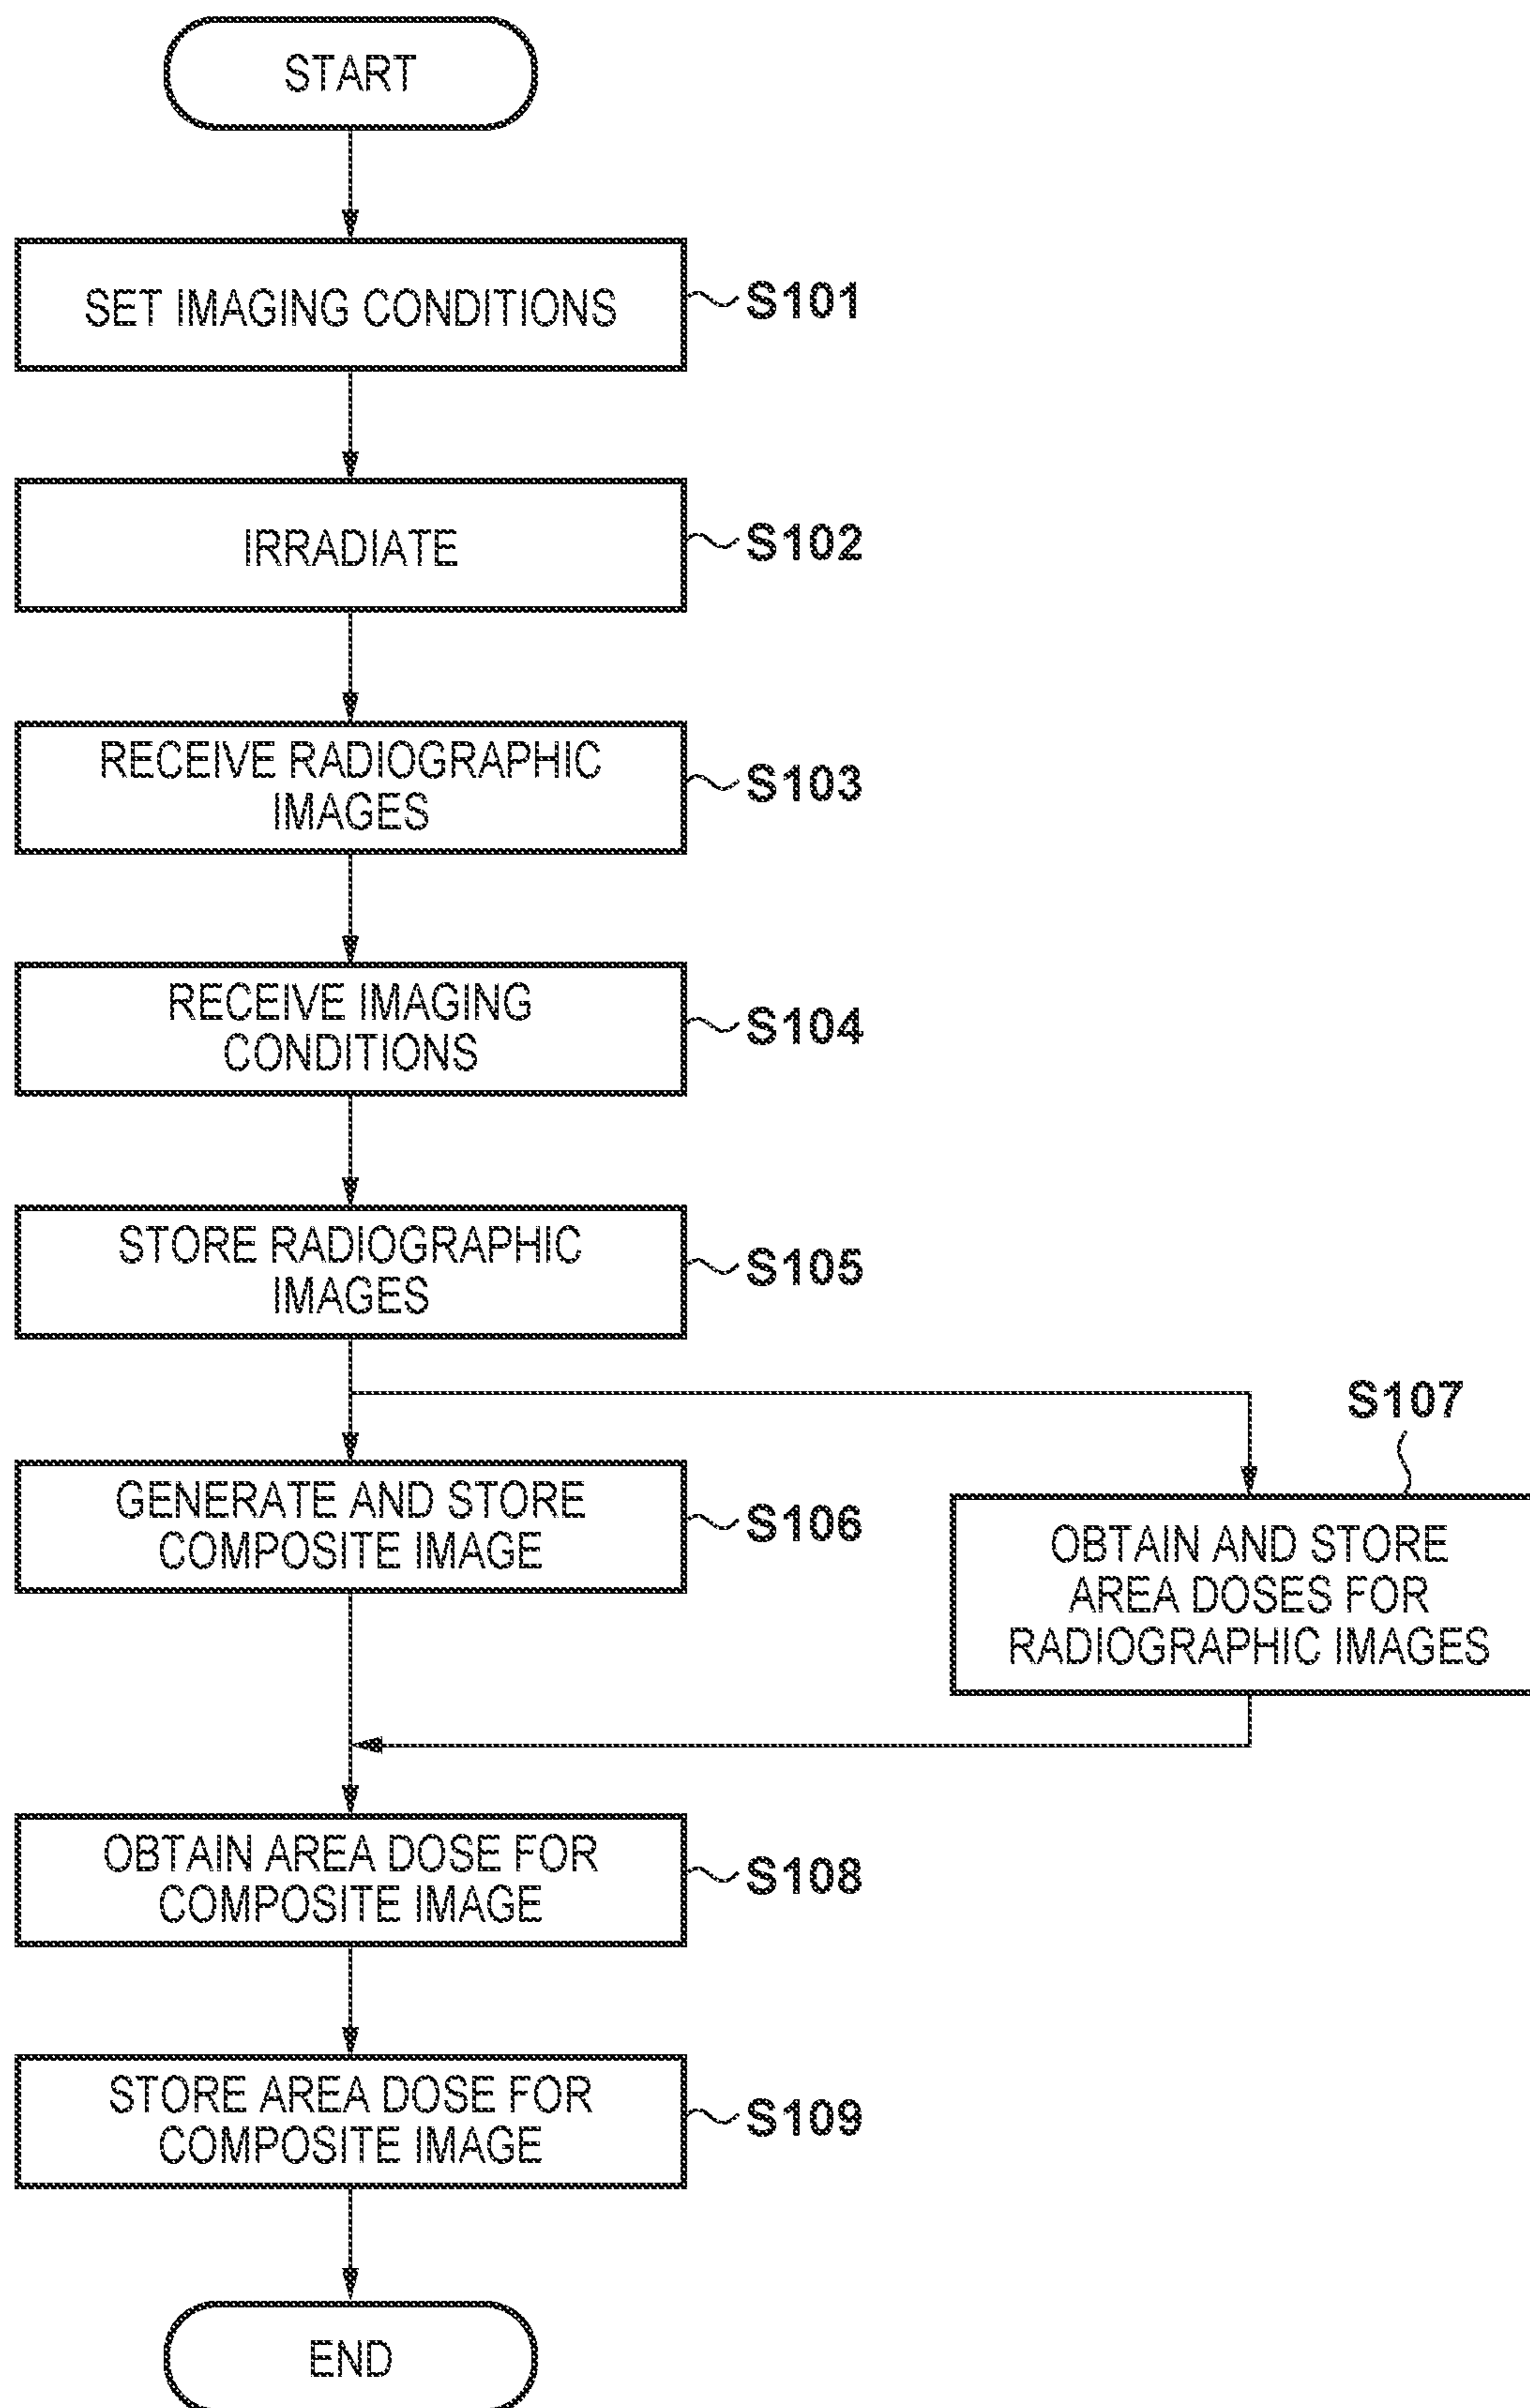 START
SET IMAGING CONDITIONS
S101
IRRADIATE
S102
RECEIVE RADIOGRAPHIC
IMAGES
S103
RECEIVE IMAGING
CONDITIONS
S104
STORE RADIOGRAPHIC
IMAGES
S105
GENERATE AND STORE
COMPOSITE IMAGE
S106
S107
OBTAIN AND STORE
AREA DOSES FOR
RADIOGRAPHIC IMAGES
OBTAIN AREA DOSE FOR
COMPOSITE IMAGE
S108
STORE AREA DOSE FOR
COMPOSITE IMAGE
S109
END